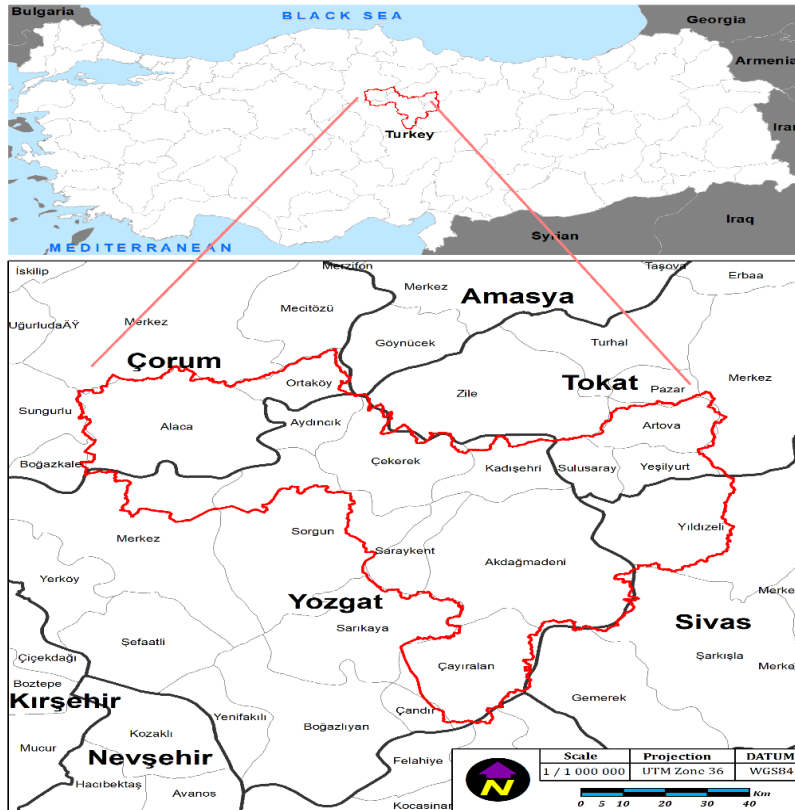 Bulgaria
BLACK SEA
Georgia
Armenia
Iran
Turkey
Iraq
Syrian
MEDITERRANEAN
İskilip
Merzifon
Merkez
Taşova
Erbaa
UğurludaÄŸ
Merkez
Mecitözü
Amasya
Göynücek
Turhal
Çorum
Ortaköy
Zile
Tokat
Pazar
Merkez
Sungurlu
Alaca
Aydıncık
Artova
Boğazkale
Çekerek
Kadışehri
Sulusaray
Yeşilyurt
Merkez
Sorgun
Saraykent
Akdağmadeni
Yıldızeli
Yerköy
Yozgat
Merke
Sarıkaya
Sivas
Şefaatli
Çiçekdağı
Çayıralan
Şarkışla
Merke
Boztepe
Kırşehir
Yenifakılı
Boğazlıyan
Çandır
Gemerek
Mucur
Kozaklı
Nevşehir
Felahiye
Hacıbektaş
Avanos
Kocasinan
N
Scale Projection DATUM
1 / 1 000 000 UTM Zone 36 WGS84
Km
0 5 10 20 30 40